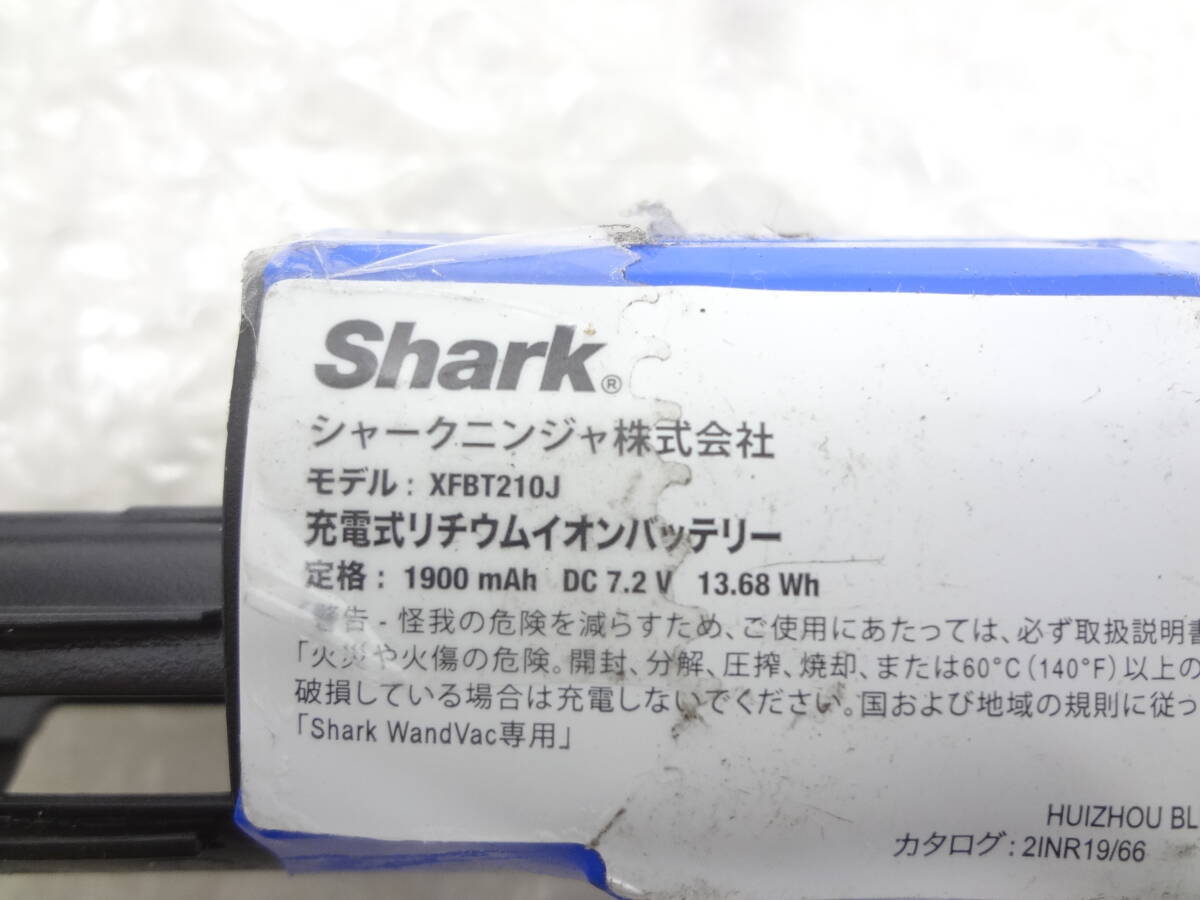 Shark®
シャークニンジャ株式会社
モデル: XFBT210J
充電式リチウムイオンバッテリー
定格: 1900 mAh DC 7.2 V 13.68 Wh
警告 - 怪我の危険を減らすため、ご使用にあたっては、必ず取扱説明書
「火災や火傷の危険。開封、分解、圧搾、焼却、または60°C(140°F)以上の
破損している場合は充電しないでください。国および地域の規則に従っ
「Shark WandVac専用」
HUIZHOU BL
カタログ:2INR19/66